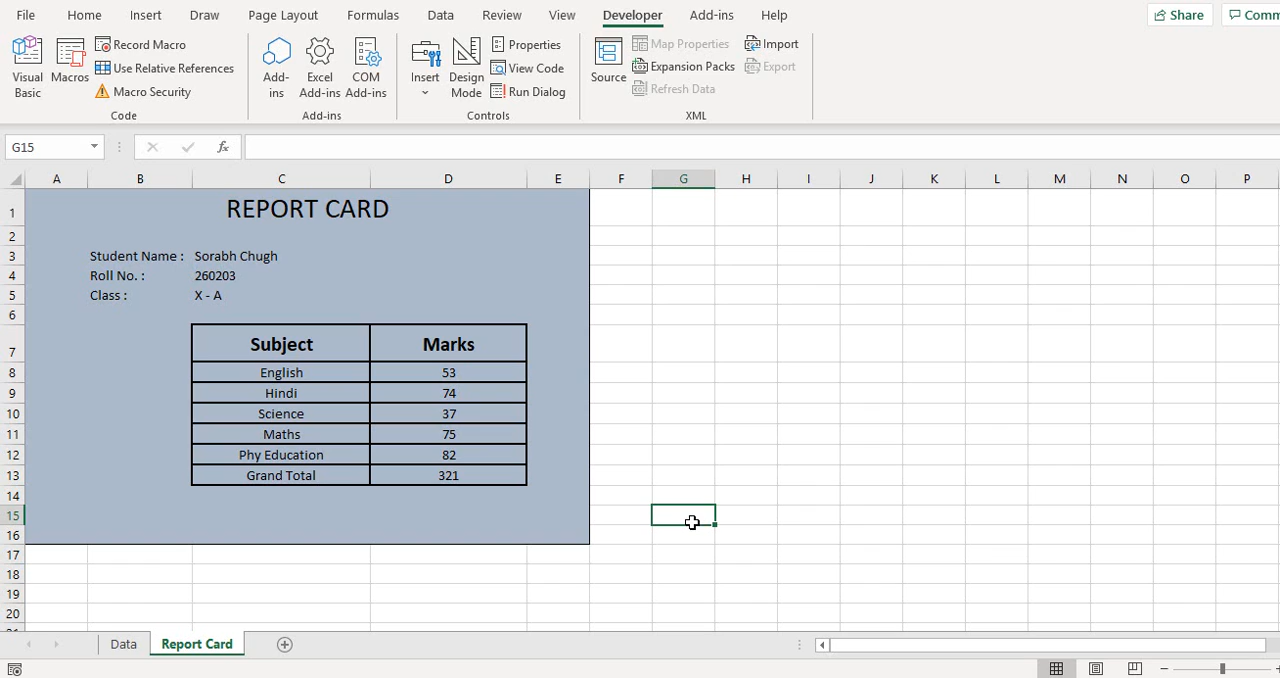 File Home Insert Draw Page Layout Formulas Data Review View Developer Add-ins Help Share Comm
Visual Basic
Macros
Record Macro
Use Relative References
Macro Security
Code
Add-ins
Excel Add-ins
COM Add-ins
Add-ins
Insert
Design Mode
Properties
View Code
Run Dialog
Controls
Source
Map Properties
Expansion Packs
Refresh Data
Import
Export
XML
G15 fx
A B C D E F G H I J K L M N O P
1 REPORT CARD
2
3 Student Name : Sorabh Chugh
4 Roll No. : 260203
5 Class : X - A
6
7 Subject Marks
8 English 53
9 Hindi 74
10 Science 37
11 Maths 75
12 Phy Education 82
13 Grand Total 321
14
15
16
17
18
19
20
Data Report Card